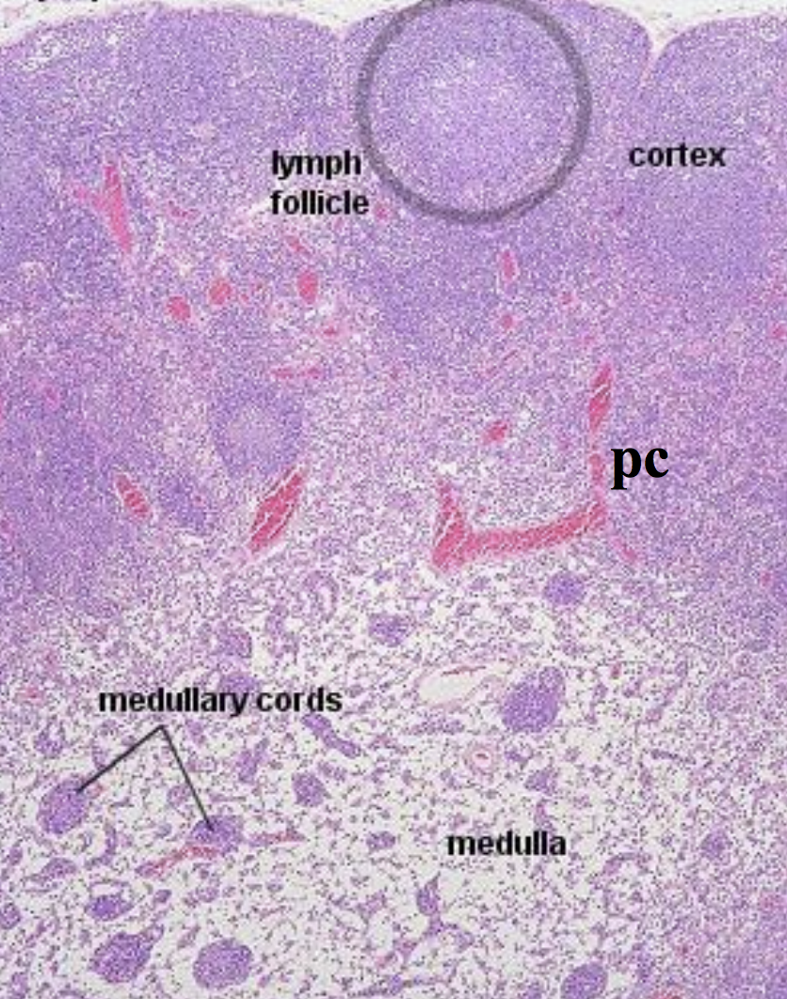 lymph
follicle
cortex
pc
medullary cords
medulla